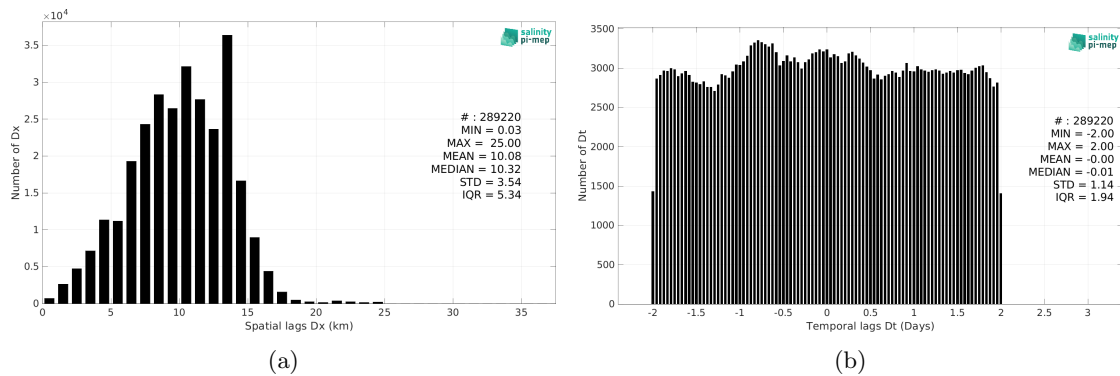 ×10⁴
3.5
3
2.5
2
1.5
1
0.5
0
Number of Dx
0 5 10 15 20 25 30 35
Spatial lags Dx (km)
salinity
pi-mep
# : 289220
MIN = 0.03
MAX = 25.00
MEAN = 10.08
MEDIAN = 10.32
STD = 3.54
IQR = 5.34
(a)
3500
3000
2500
2000
1500
1000
500
0
Number of Dt
-2 -1.5 -1 -0.5 0 0.5 1 1.5 2 2.5 3
Temporal lags Dt (Days)
salinity
pi-mep
# : 289220
MIN = -2.00
MAX = 2.00
MEAN = -0.00
MEDIAN = -0.01
STD = 1.14
IQR = 1.94
(b)